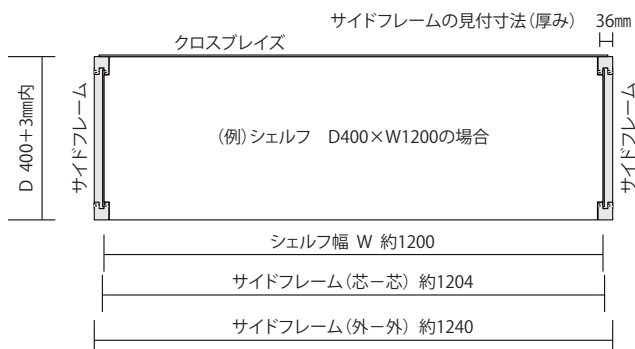 サイドフレームの見付寸法(厚み) 36㎜
クロスブレイズ
D 400+3㎜内
サイドフレーム
(例)シェルフ D400×W1200の場合
サイドフレーム
シェルフ幅 W 約1200
サイドフレーム(芯−芯) 約1204
サイドフレーム(外−外) 約1240